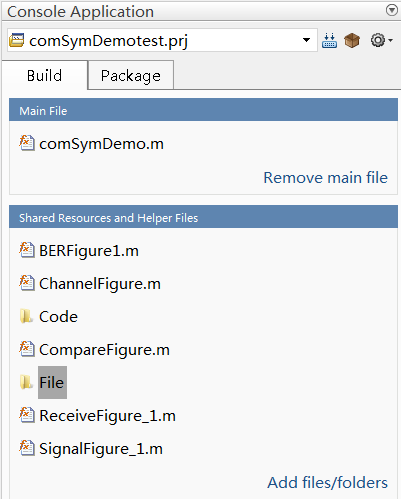 Console Application
comSymDemotest.prj
Build
Package
Main File
comSymDemo.m
Remove main file
Shared Resources and Helper Files
BERFigure1.m
ChannelFigure.m
Code
CompareFigure.m
File
ReceiveFigure_1.m
SignalFigure_1.m
Add files/folders